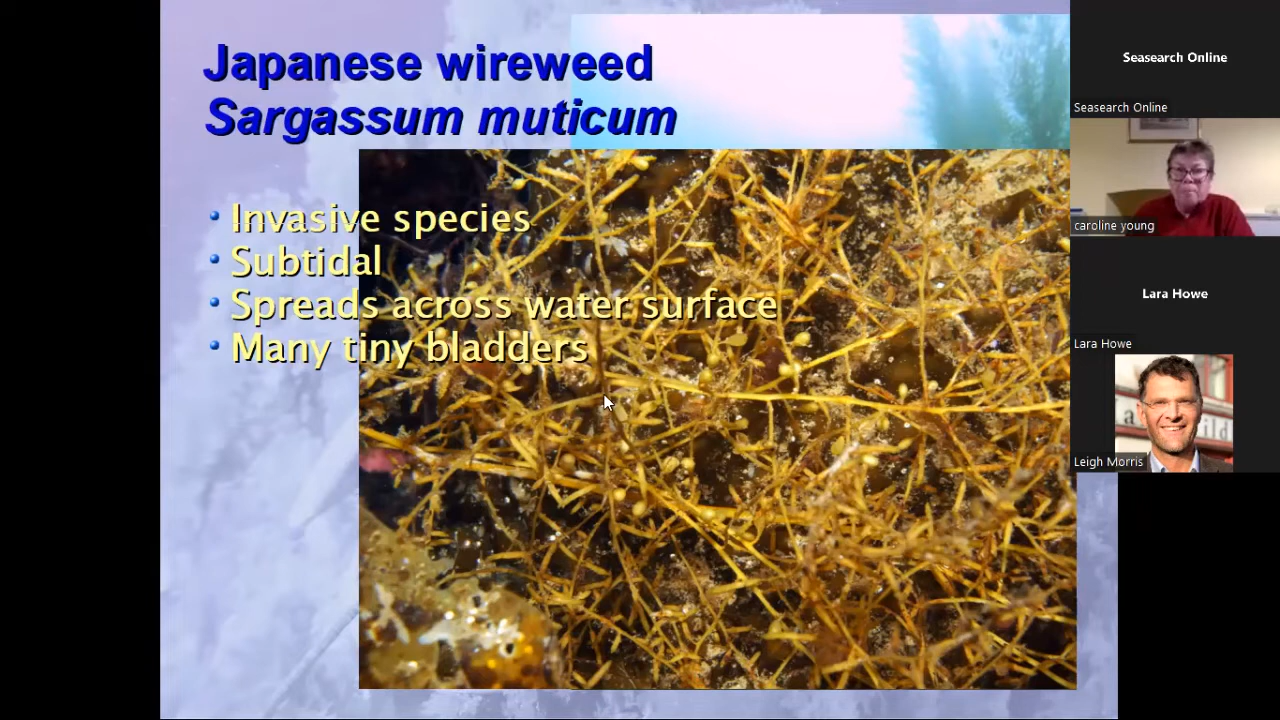 Japanese wireweed
Sargassum muticum
Invasive species
Subtidal
Spreads across water surface
Many tiny bladders
Seasearch Online
Seasearch Online
caroline young
Lara Howe
Lara Howe
Leigh Morris